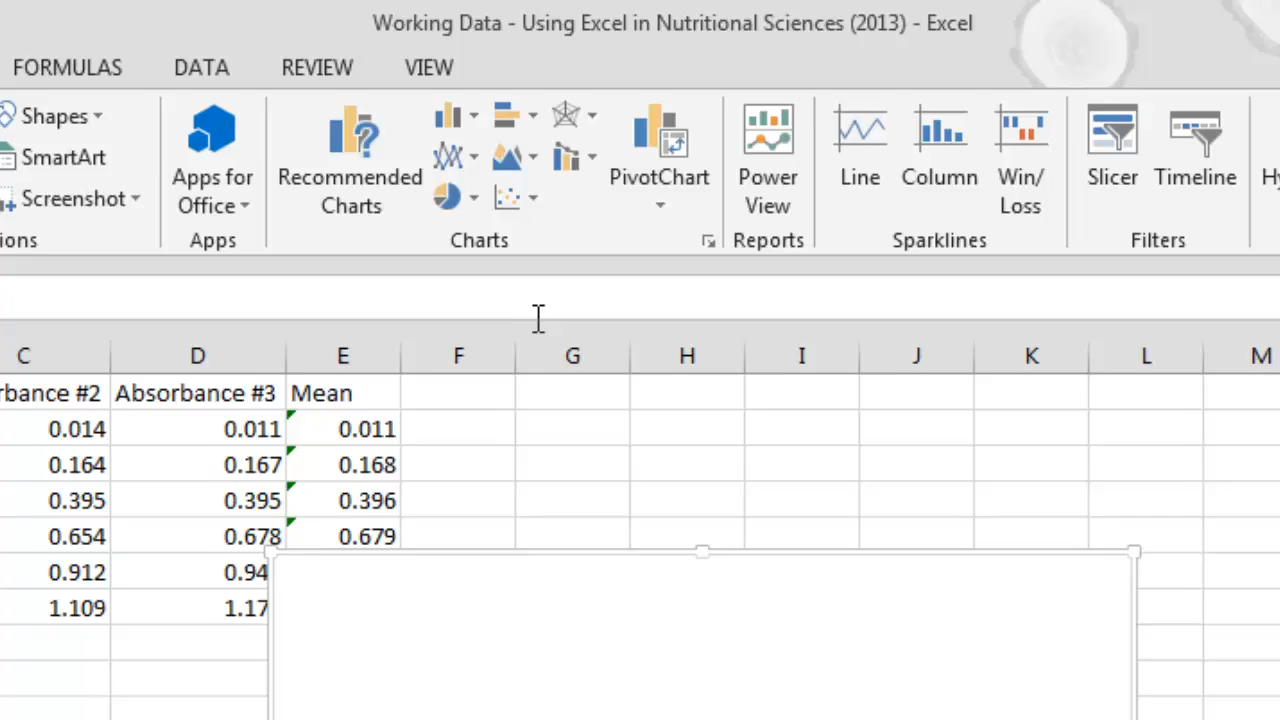 Working Data - Using Excel in Nutritional Sciences (2013) - Excel
FORMULAS DATA REVIEW VIEW
Shapes
SmartArt
Screenshot
ions
Apps for
Office
Apps
Recommended
Charts
Charts
PivotChart
Power
View
Reports
Line
Column
Win/
Loss
Sparklines
Slicer
Timeline
Filters
Hy
C D E F G H I J K L M
rbance #2 Absorbance #3 Mean
0.014 0.011 0.011
0.164 0.167 0.168
0.395 0.395 0.396
0.654 0.678 0.679
0.912 0.94
1.109 1.17